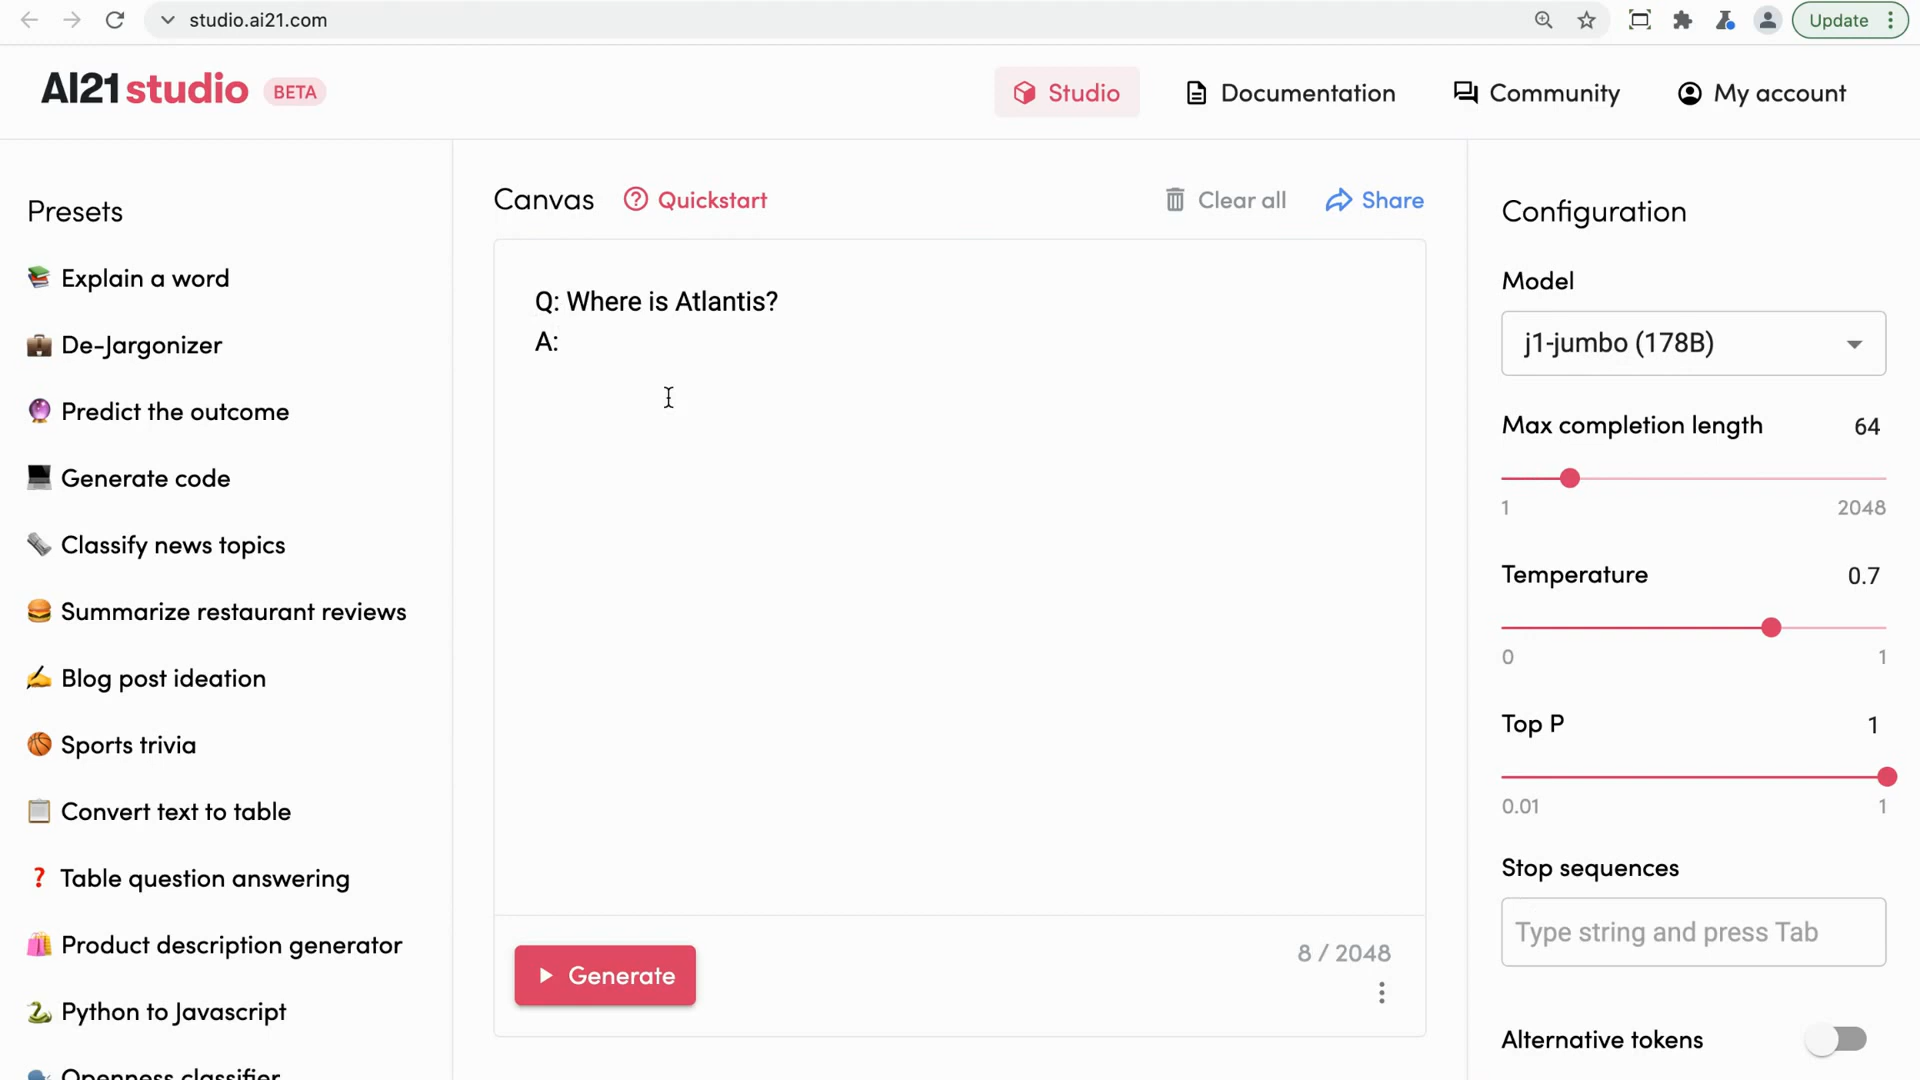 studio.ai21.com
Update
AI21 studio BETA
Studio
Documentation
Community
My account
Presets
Explain a word
De-Jargonizer
Predict the outcome
Generate code
Classify news topics
Summarize restaurant reviews
Blog post ideation
Sports trivia
Convert text to table
Table question answering
Product description generator
Python to Javascript
Openness classifier
Canvas
Quickstart
Clear all
Share
Q: Where is Atlantis?
A:
Generate
8 / 2048
Configuration
Model
j1-jumbo (178B)
Max completion length 64
1 2048
Temperature 0.7
0 1
Top P 1
0.01 1
Stop sequences
Type string and press Tab
Alternative tokens